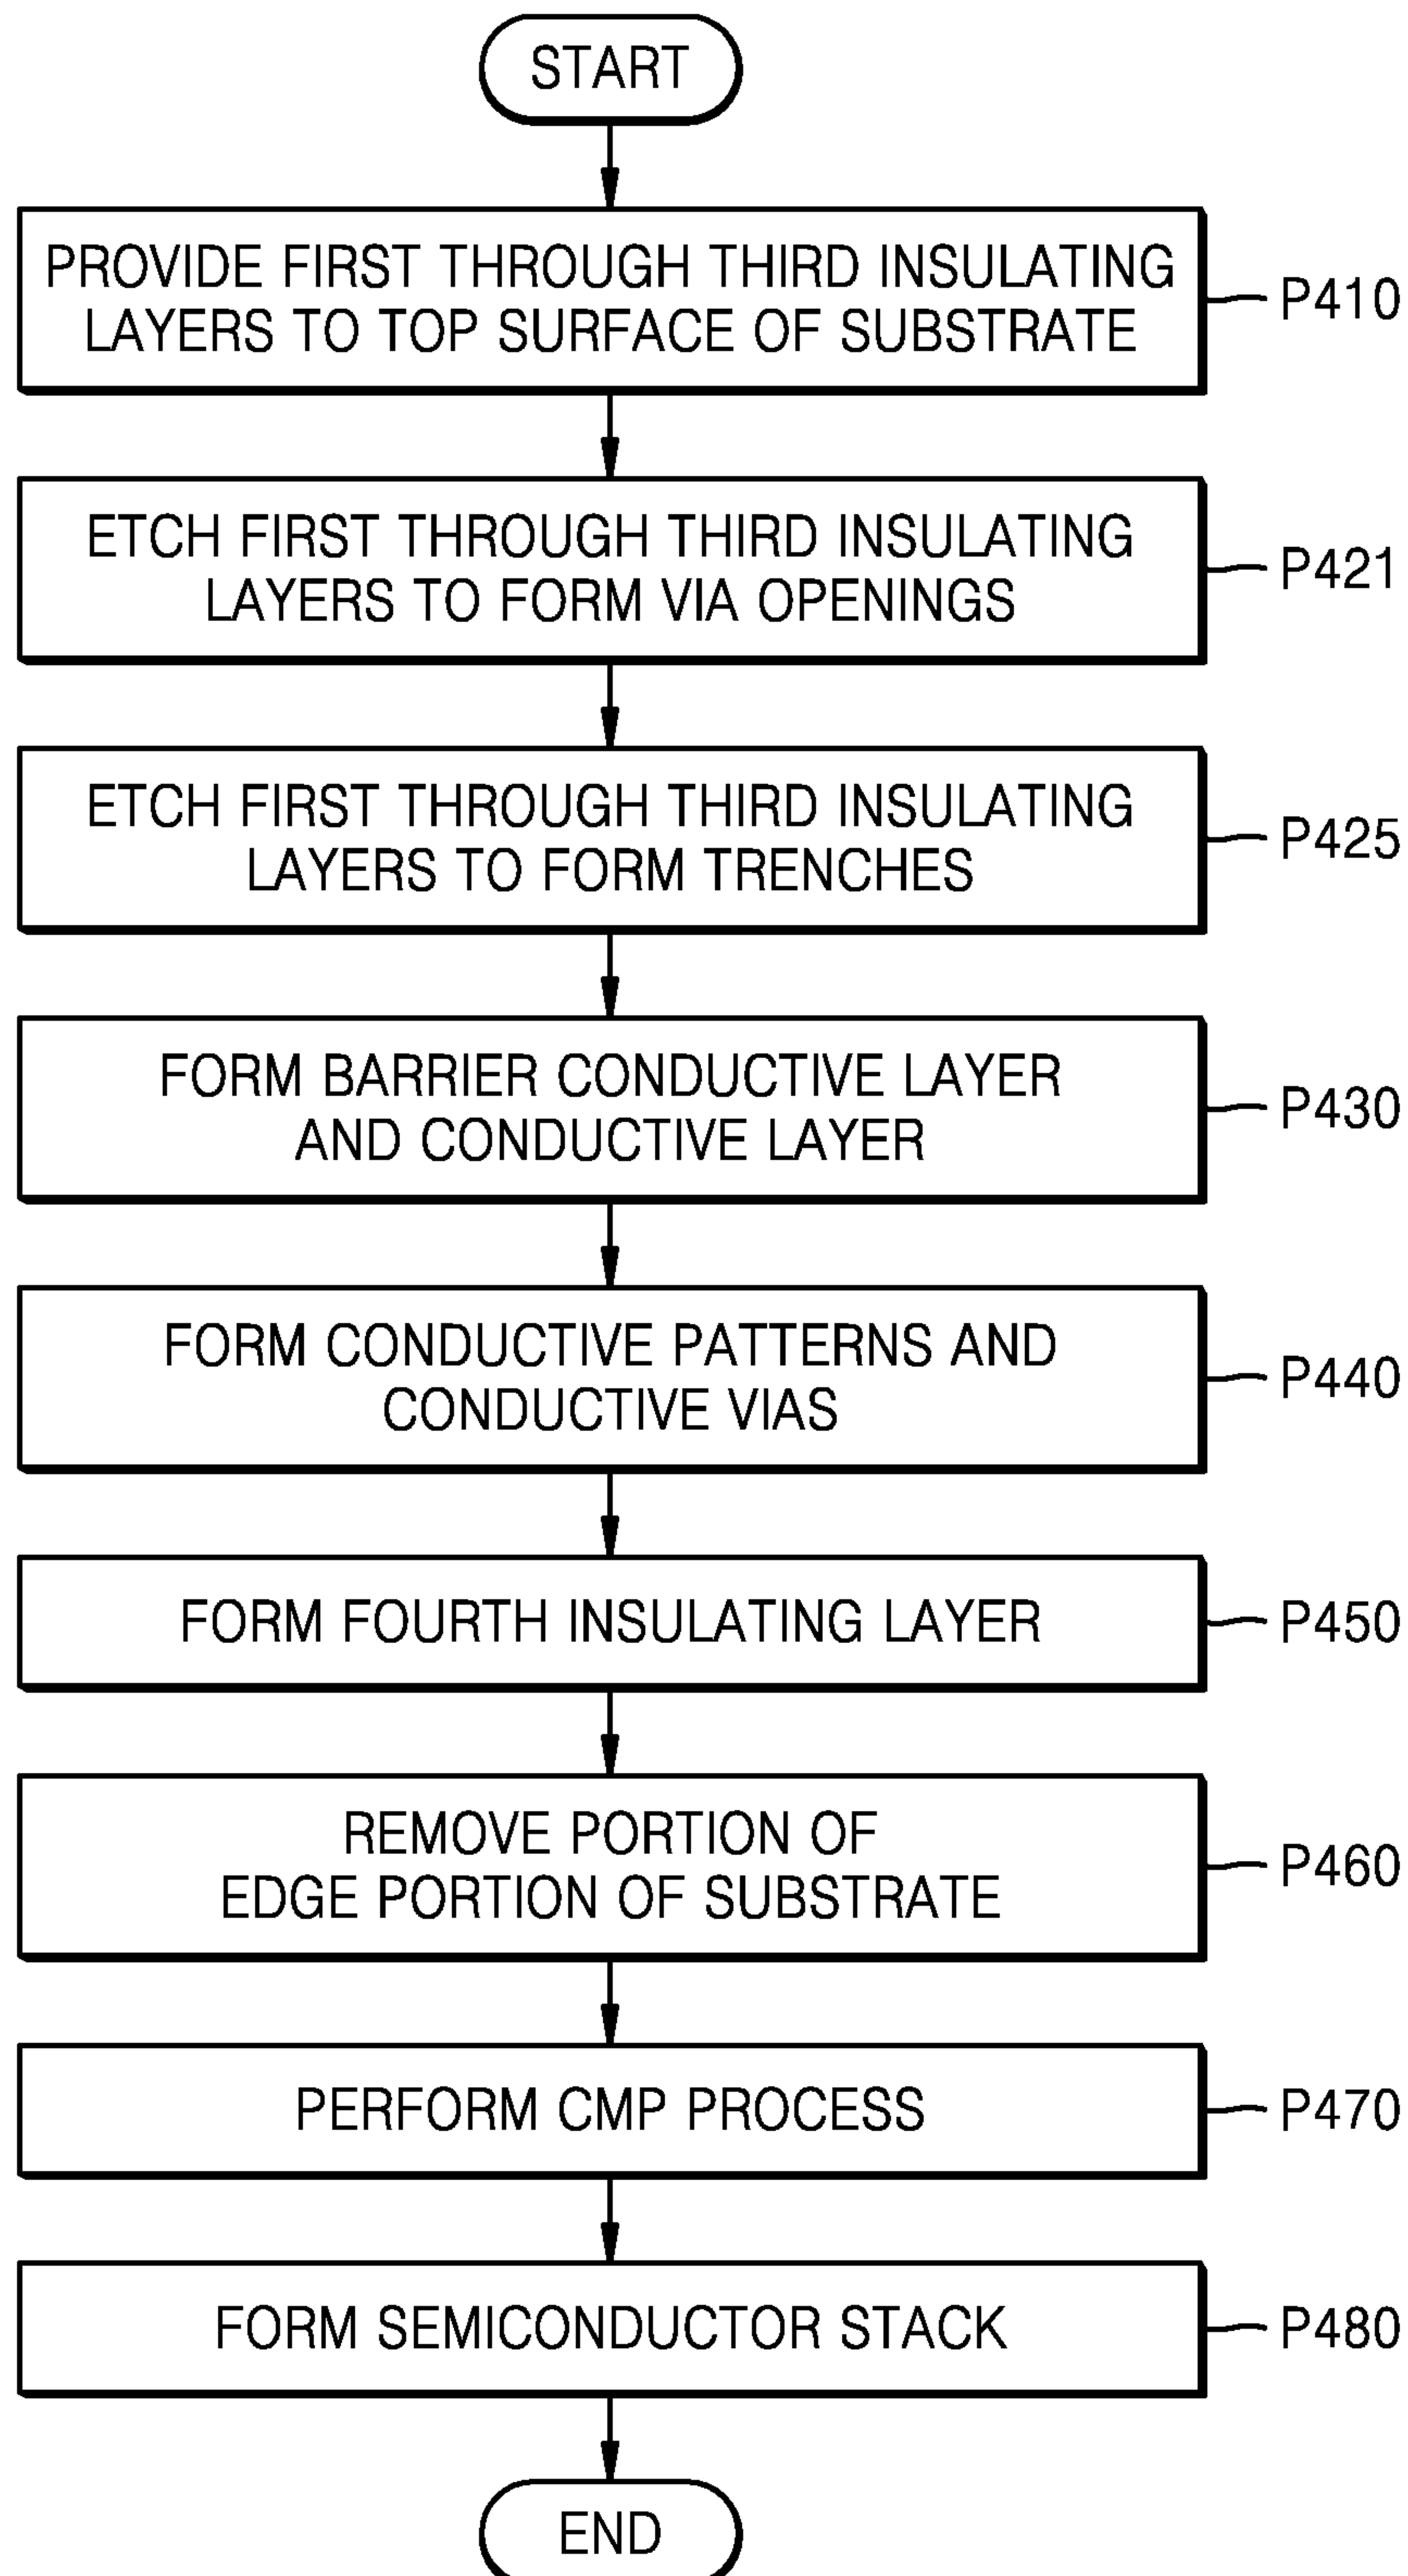 START
PROVIDE FIRST THROUGH THIRD INSULATING
LAYERS TO TOP SURFACE OF SUBSTRATE
P410
ETCH FIRST THROUGH THIRD INSULATING
LAYERS TO FORM VIA OPENINGS
P421
ETCH FIRST THROUGH THIRD INSULATING
LAYERS TO FORM TRENCHES
P425
FORM BARRIER CONDUCTIVE LAYER
AND CONDUCTIVE LAYER
P430
FORM CONDUCTIVE PATTERNS AND
CONDUCTIVE VIAS
P440
FORM FOURTH INSULATING LAYER
P450
REMOVE PORTION OF
EDGE PORTION OF SUBSTRATE
P460
PERFORM CMP PROCESS
P470
FORM SEMICONDUCTOR STACK
P480
END